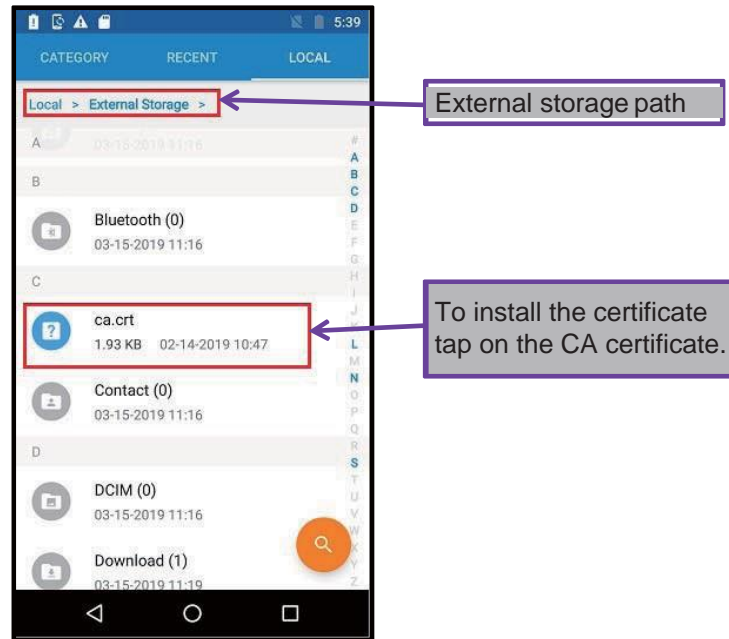 5:39
CATEGORY RECENT LOCAL
Local > External Storage >
External storage path
A 03-15-2019 11:16
#
A
B
C
D
E
F
G
H
I
J
K
L
M
N
O
P
Q
R
S
T
U
V
W
X
Y
Z
B
Bluetooth (0)
03-15-2019 11:16
C
ca.crt
1.93 KB 02-14-2019 10:47
To install the certificate
tap on the CA certificate.
Contact (0)
03-15-2019 11:16
D
DCIM (0)
03-15-2019 11:16
Download (1)
03-15-2019 11:19